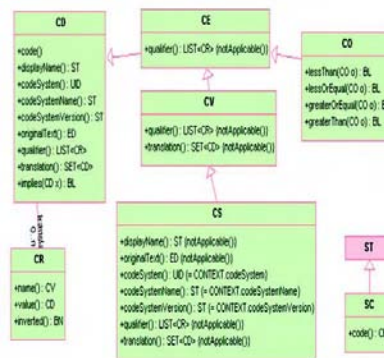 CD
+code()
+displayName() : ST
+codeSystem() : UID
+codeSystemName() : ST
+codeSystemVersion() : ST
+originalText() : ED
+qualifier() : LIST<CR>
+translation() : SET<CD>
+implies(CD x) : BL
CE
+qualifier() : LIST<CR> (notApplicable())
CO
+lessThan(CO o) : BL
+lessOrEqual(CO o) : BL
+greaterOrEqual(CO o) : B
+greaterThan(CO o) : BL
CV
+qualifier() : LIST<CR> (notApplicable())
+translation() : SET<CD> (notApplicable())
CS
+displayName() : ST (notApplicable())
+originalText() : ED (notApplicable())
+codeSystem() : UID (= CONTEXT.codeSystem)
+codeSystemName() : ST (= CONTEXT.codeSystemName)
+codeSystemVersion() : ST (= CONTEXT.codeSystemVersion)
+qualifier() : LIST<CR> (notApplicable())
+translation() : SET<CD> (notApplicable())
0..n
CR
+name() : CV
+value() : CD
+inverted() : BN
ST
SC
+code() : C